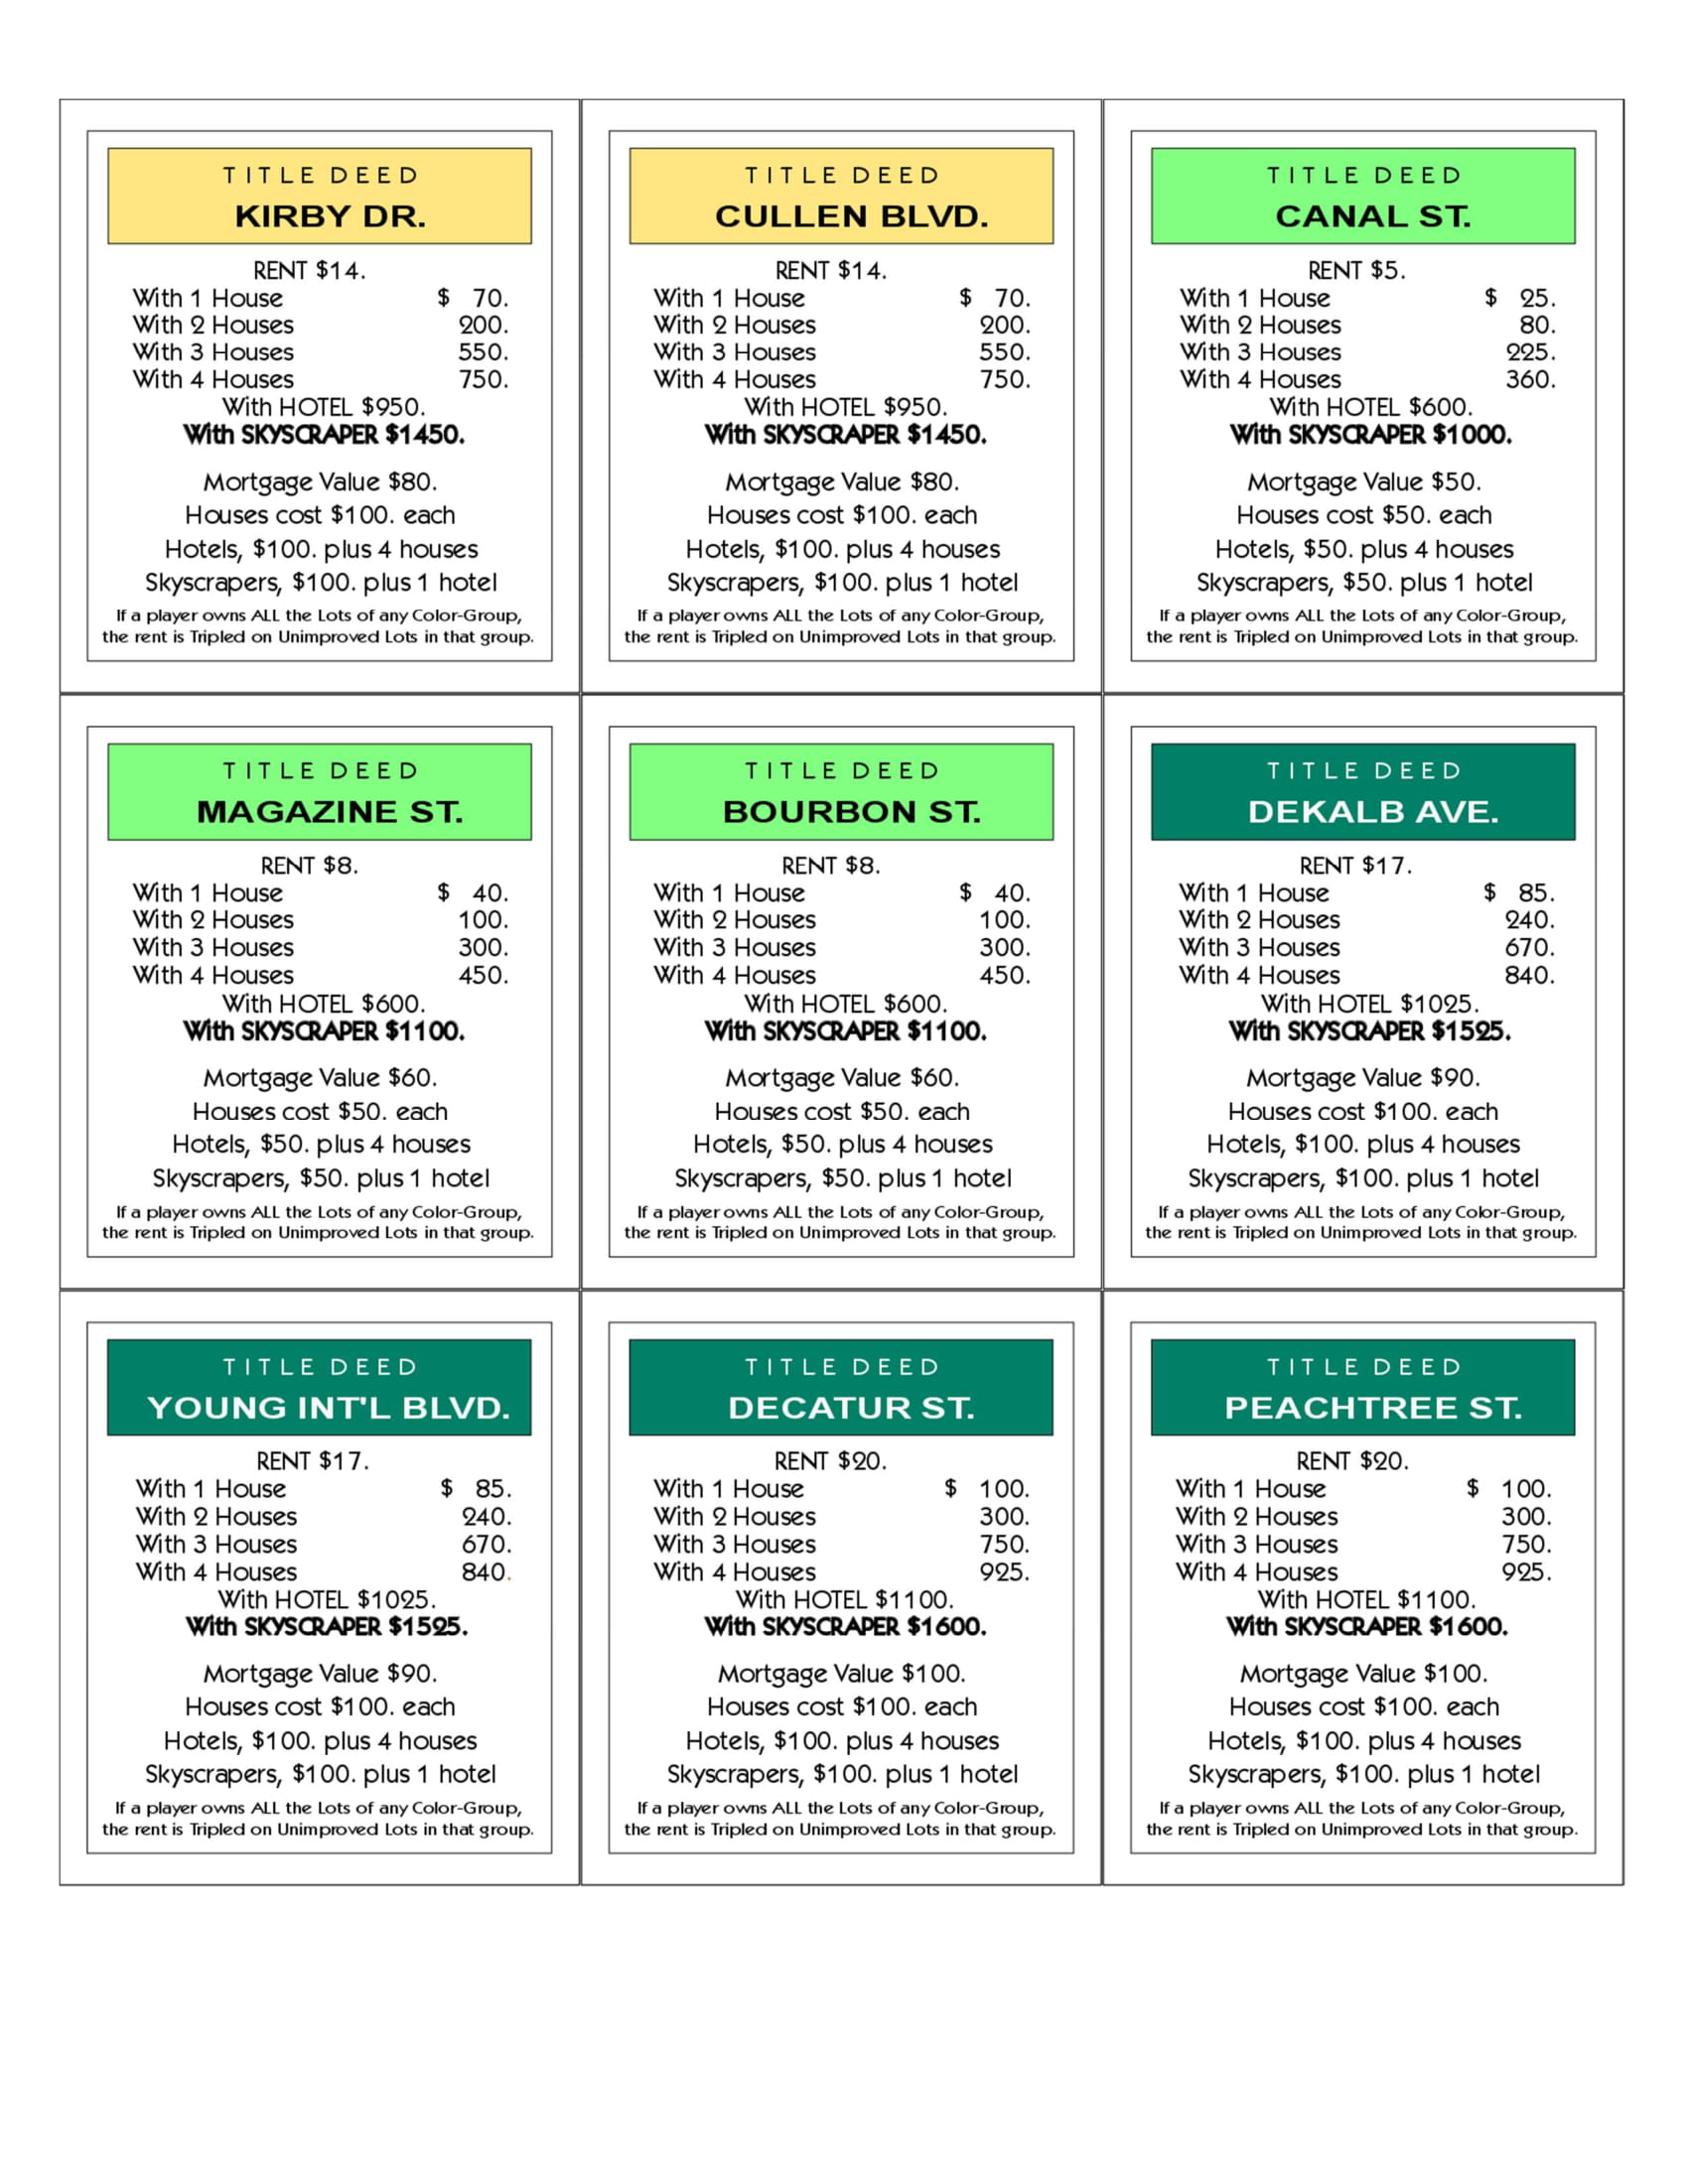 TITLE DEED
KIRBY DR.
RENT $14.
With 1 House $ 70.
With 2 Houses 200.
With 3 Houses 550.
With 4 Houses 750.
With HOTEL $950.
With SKYSCRAPER $1450.
Mortgage Value $80.
Houses cost $100. each
Hotels, $100. plus 4 houses
Skyscrapers, $100. plus 1 hotel
If a player owns ALL the Lots of any Color-Group,
the rent is Tripled on Unimproved Lots in that group.
TITLE DEED
CULLEN BLVD.
RENT $14.
With 1 House $ 70.
With 2 Houses 200.
With 3 Houses 550.
With 4 Houses 750.
With HOTEL $950.
With SKYSCRAPER $1450.
Mortgage Value $80.
Houses cost $100. each
Hotels, $100. plus 4 houses
Skyscrapers, $100. plus 1 hotel
If a player owns ALL the Lots of any Color-Group,
the rent is Tripled on Unimproved Lots in that group.
TITLE DEED
CANAL ST.
RENT $5.
With 1 House $ 25.
With 2 Houses 80.
With 3 Houses 225.
With 4 Houses 360.
With HOTEL $600.
With SKYSCRAPER $1000.
Mortgage Value $50.
Houses cost $50. each
Hotels, $50. plus 4 houses
Skyscrapers, $50. plus 1 hotel
If a player owns ALL the Lots of any Color-Group,
the rent is Tripled on Unimproved Lots in that group.
TITLE DEED
MAGAZINE ST.
RENT $8.
With 1 House $ 40.
With 2 Houses 100.
With 3 Houses 300.
With 4 Houses 450.
With HOTEL $600.
With SKYSCRAPER $1100.
Mortgage Value $60.
Houses cost $50. each
Hotels, $50. plus 4 houses
Skyscrapers, $50. plus 1 hotel
If a player owns ALL the Lots of any Color-Group,
the rent is Tripled on Unimproved Lots in that group.
TITLE DEED
BOURBON ST.
RENT $8.
With 1 House $ 40.
With 2 Houses 100.
With 3 Houses 300.
With 4 Houses 450.
With HOTEL $600.
With SKYSCRAPER $1100.
Mortgage Value $60.
Houses cost $50. each
Hotels, $50. plus 4 houses
Skyscrapers, $50. plus 1 hotel
If a player owns ALL the Lots of any Color-Group,
the rent is Tripled on Unimproved Lots in that group.
TITLE DEED
DEKALB AVE.
RENT $17.
With 1 House $ 85.
With 2 Houses 240.
With 3 Houses 670.
With 4 Houses 840.
With HOTEL $1025.
With SKYSCRAPER $1525.
Mortgage Value $90.
Houses cost $100. each
Hotels, $100. plus 4 houses
Skyscrapers, $100. plus 1 hotel
If a player owns ALL the Lots of any Color-Group,
the rent is Tripled on Unimproved Lots in that group.
TITLE DEED
YOUNG INT'L BLVD.
RENT $17.
With 1 House $ 85.
With 2 Houses 240.
With 3 Houses 670.
With 4 Houses 840.
With HOTEL $1025.
With SKYSCRAPER $1525.
Mortgage Value $90.
Houses cost $100. each
Hotels, $100. plus 4 houses
Skyscrapers, $100. plus 1 hotel
If a player owns ALL the Lots of any Color-Group,
the rent is Tripled on Unimproved Lots in that group.
TITLE DEED
DECATUR ST.
RENT $20.
With 1 House $ 100.
With 2 Houses 300.
With 3 Houses 750.
With 4 Houses 925.
With HOTEL $1100.
With SKYSCRAPER $1600.
Mortgage Value $100.
Houses cost $100. each
Hotels, $100. plus 4 houses
Skyscrapers, $100. plus 1 hotel
If a player owns ALL the Lots of any Color-Group,
the rent is Tripled on Unimproved Lots in that group.
TITLE DEED
PEACHTREE ST.
RENT $20.
With 1 House $ 100.
With 2 Houses 300.
With 3 Houses 750.
With 4 Houses 925.
With HOTEL $1100.
With SKYSCRAPER $1600.
Mortgage Value $100.
Houses cost $100. each
Hotels, $100. plus 4 houses
Skyscrapers, $100. plus 1 hotel
If a player owns ALL the Lots of any Color-Group,
the rent is Tripled on Unimproved Lots in that group.